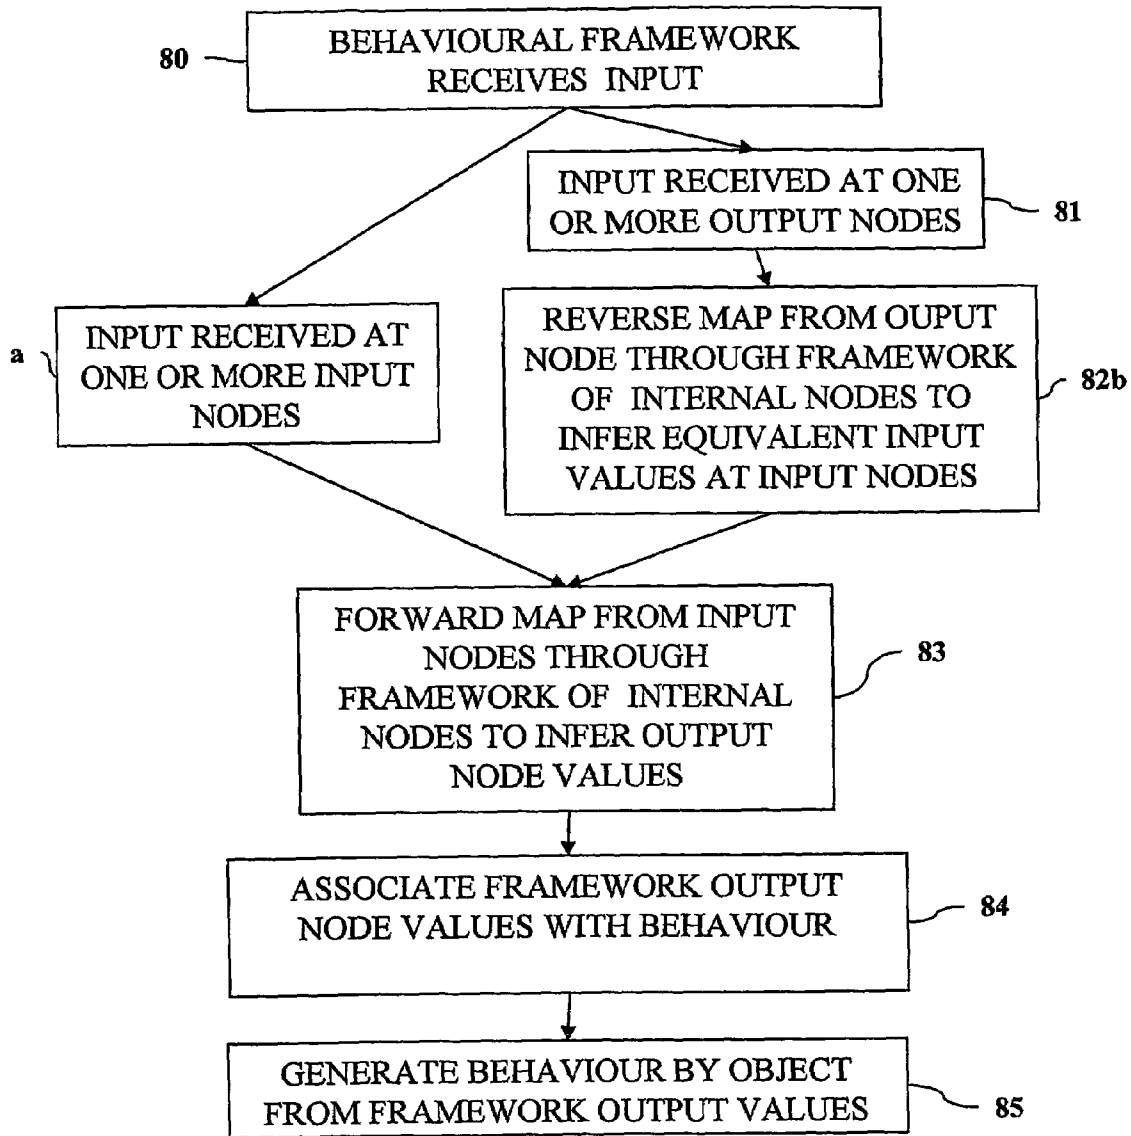 BEHAVIOURAL FRAMEWORK
RECEIVES INPUT
80
INPUT RECEIVED AT ONE
OR MORE OUTPUT NODES
81
INPUT RECEIVED AT
ONE OR MORE INPUT
NODES
a
REVERSE MAP FROM OUPUT
NODE THROUGH FRAMEWORK
OF INTERNAL NODES TO
INFER EQUIVALENT INPUT
VALUES AT INPUT NODES
82b
FORWARD MAP FROM INPUT
NODES THROUGH
FRAMEWORK OF INTERNAL
NODES TO INFER OUTPUT
NODE VALUES
83
ASSOCIATE FRAMEWORK OUTPUT
NODE VALUES WITH BEHAVIOUR
84
GENERATE BEHAVIOUR BY OBJECT
FROM FRAMEWORK OUTPUT VALUES
85